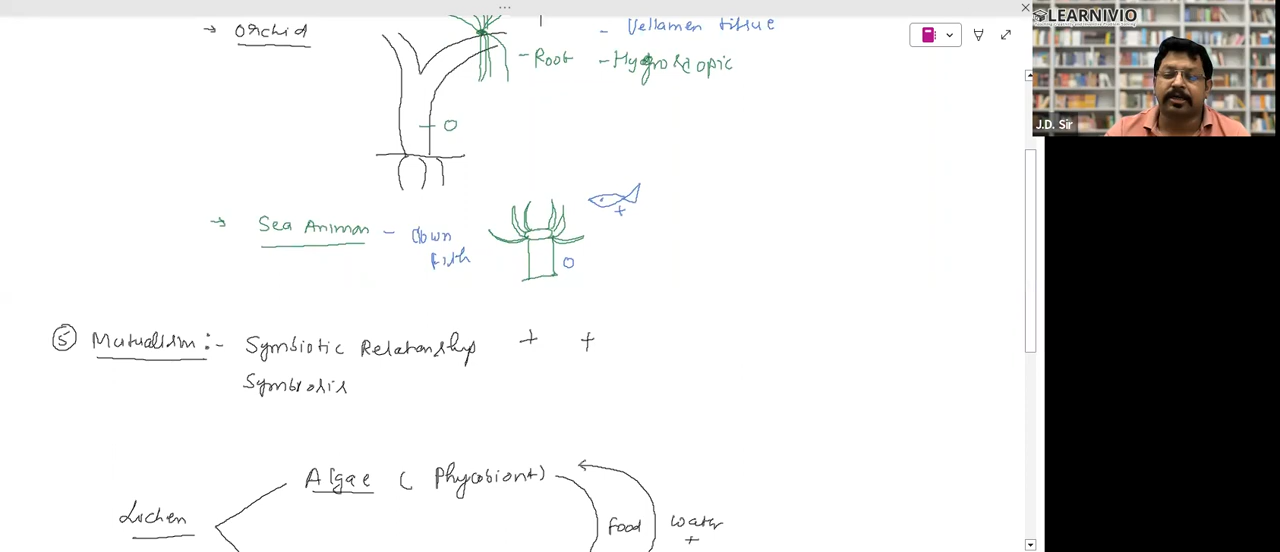 → Orchid
- Vellamen tissue
- Root - Hygroscopic
+ O
→ Sea Animon - Clown fish
+
O
⑤ Mutualism :- Symbiotic Relationship + +
Symbiosis
Algae ( Phycobiont)
Lichen
Food
water
+
LEARNIVIO
J.D. Sir